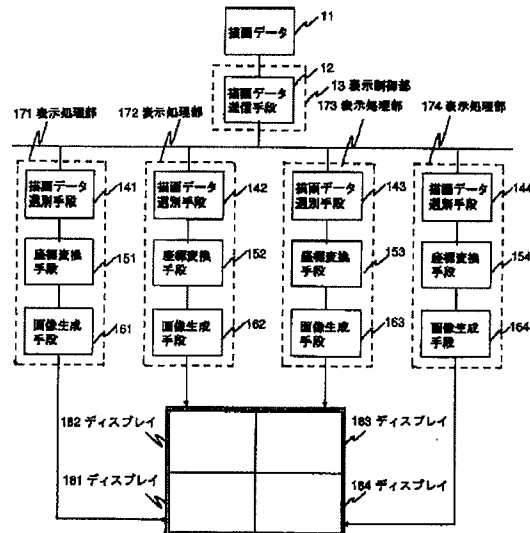 描画データ
11
12
描画データ
送信手段
13 表示制御部
171 表示処理部
172 表示処理部
173 表示処理部
174 表示処理部
描画データ
選別手段
141
描画データ
選別手段
142
描画データ
選別手段
143
描画データ
選別手段
144
座標変換
手段
151
座標変換
手段
152
座標変換
手段
153
座標変換
手段
154
画像生成
手段
161
画像生成
手段
162
画像生成
手段
163
画像生成
手段
164
182 ディスプレイ
183 ディスプレイ
181 ディスプレイ
184 ディスプレイ